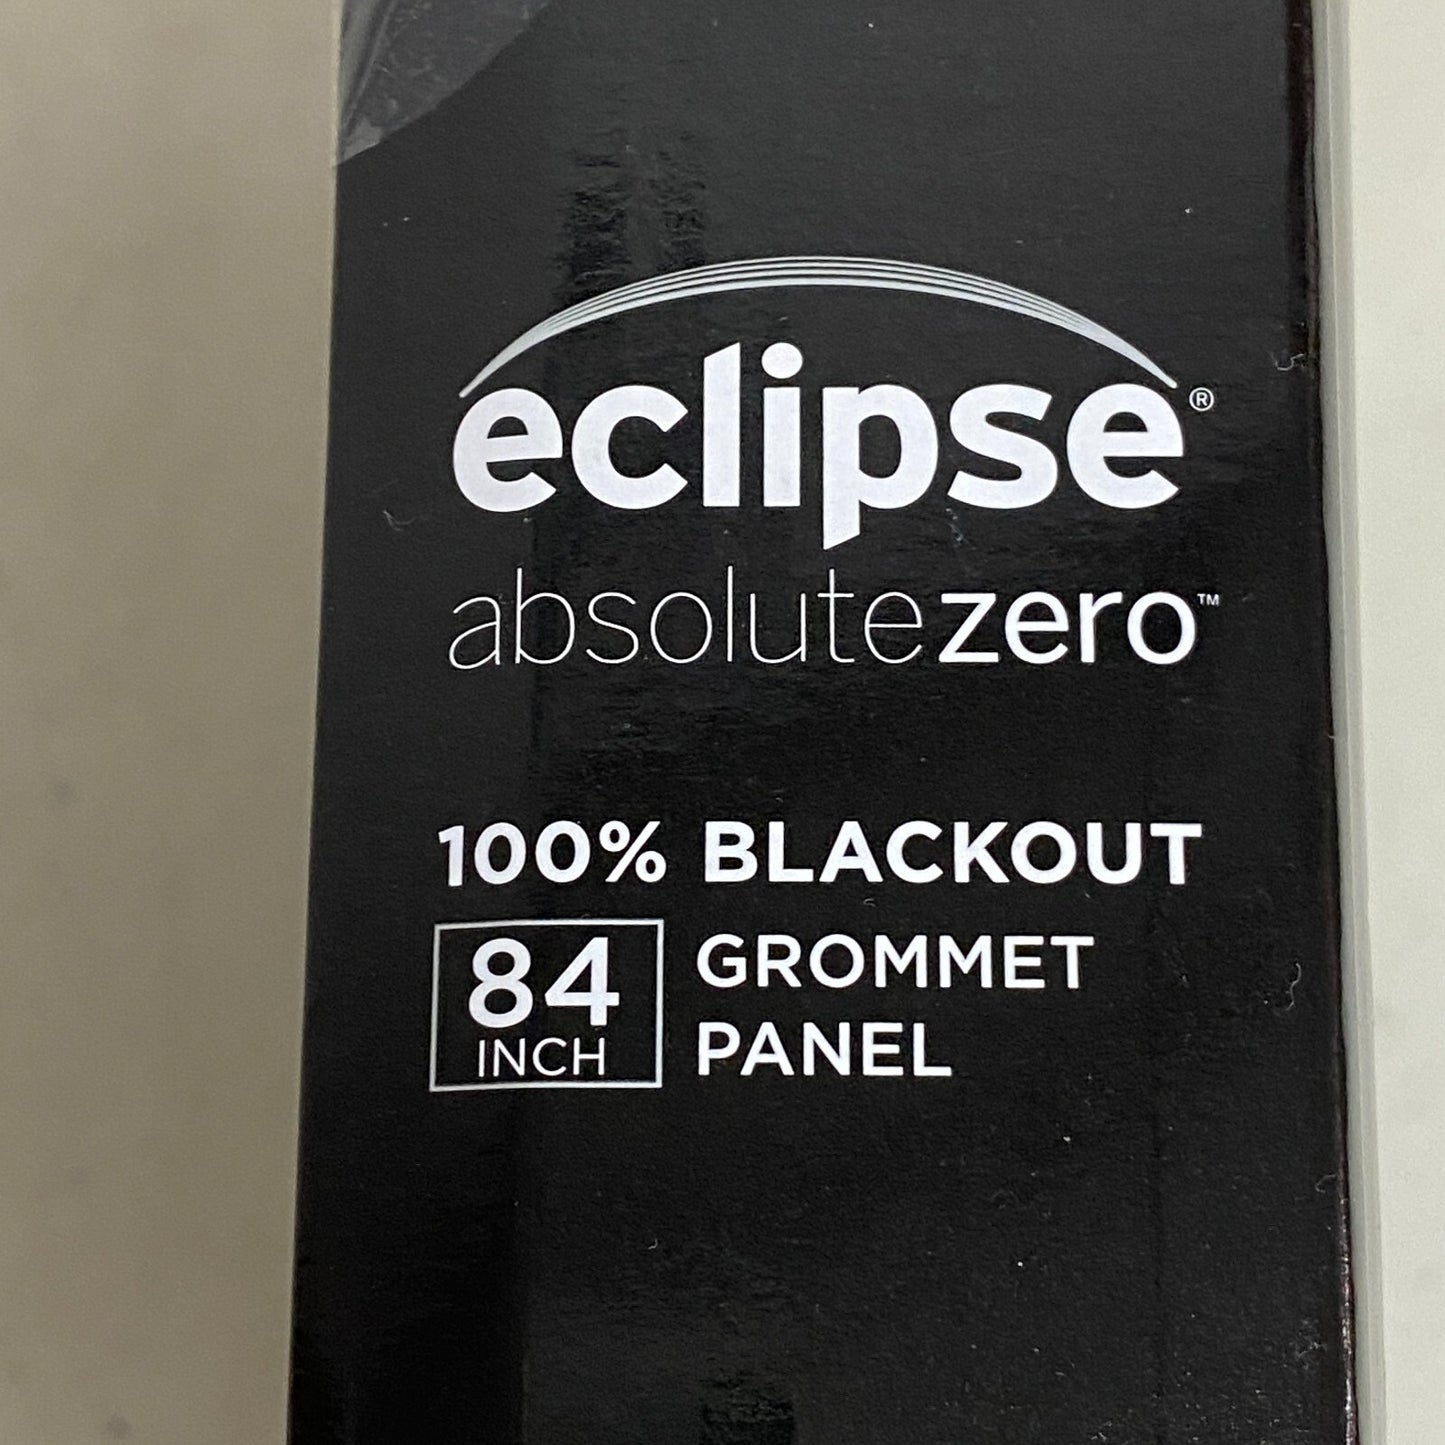 eclipse®
absolutezero™
100% BLACKOUT
84 INCH
GROMMET
PANEL